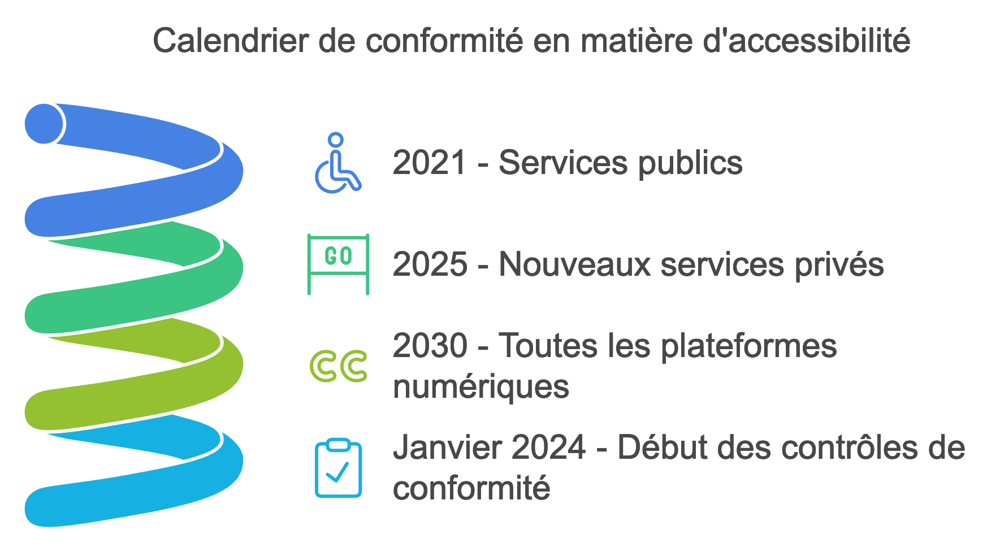 Calendrier de conformité en matière d'accessibilité
2021 - Services publics
GO
2025 - Nouveaux services privés
CC
2030 - Toutes les plateformes
numériques
Janvier 2024 - Début des contrôles de
conformité